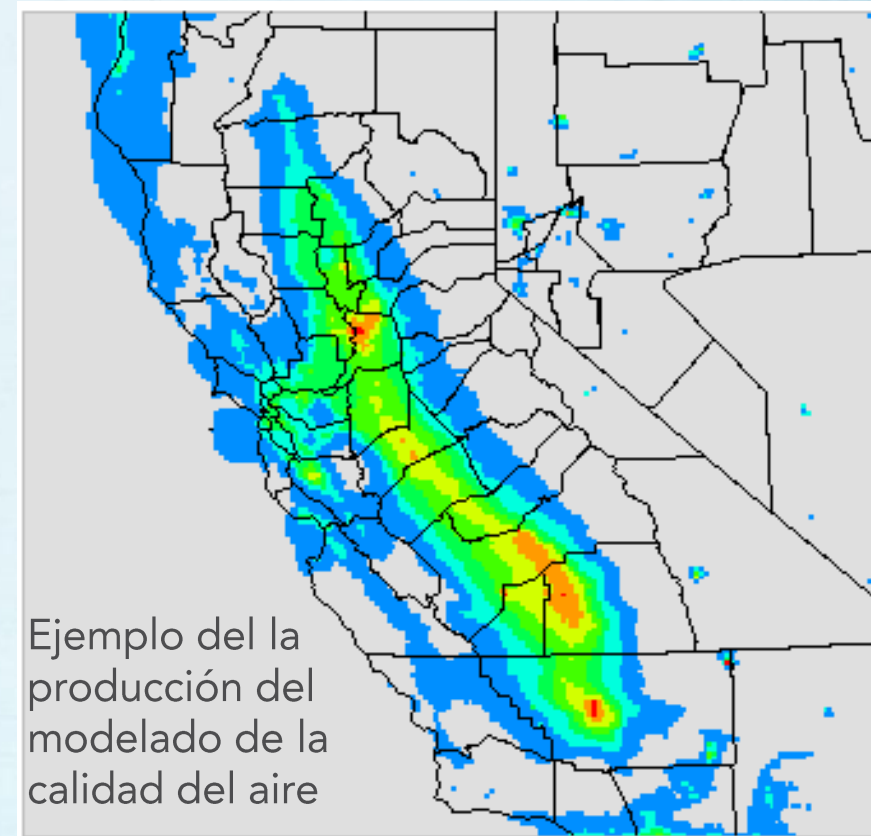 Ejemplo del la
producción del
modelado de la
calidad del aire